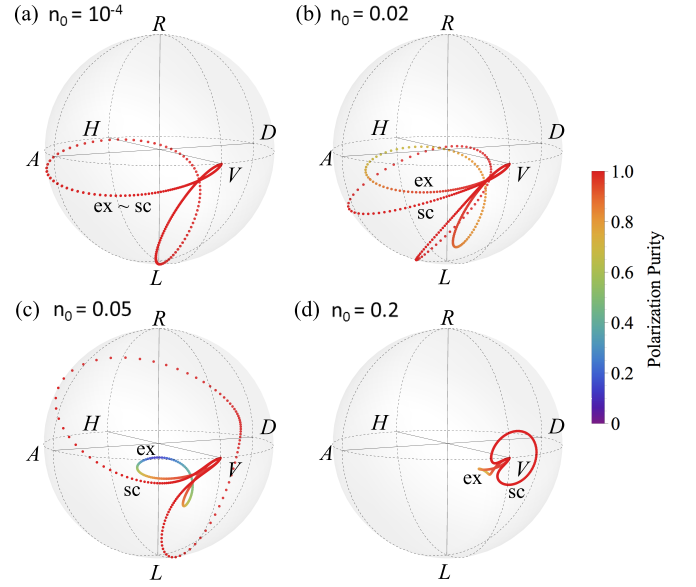 (a) n₀ = 10⁻⁴
R
H
D
A
V
ex ~ sc
L
(b) n₀ = 0.02
R
H
D
A
V
ex
sc
L
1.0
0.8
0.6
0.4
0.2
0
Polarization Purity
(c) n₀ = 0.05
R
H
D
A
V
ex
sc
L
(d) n₀ = 0.2
R
H
D
A
V
ex
sc
L